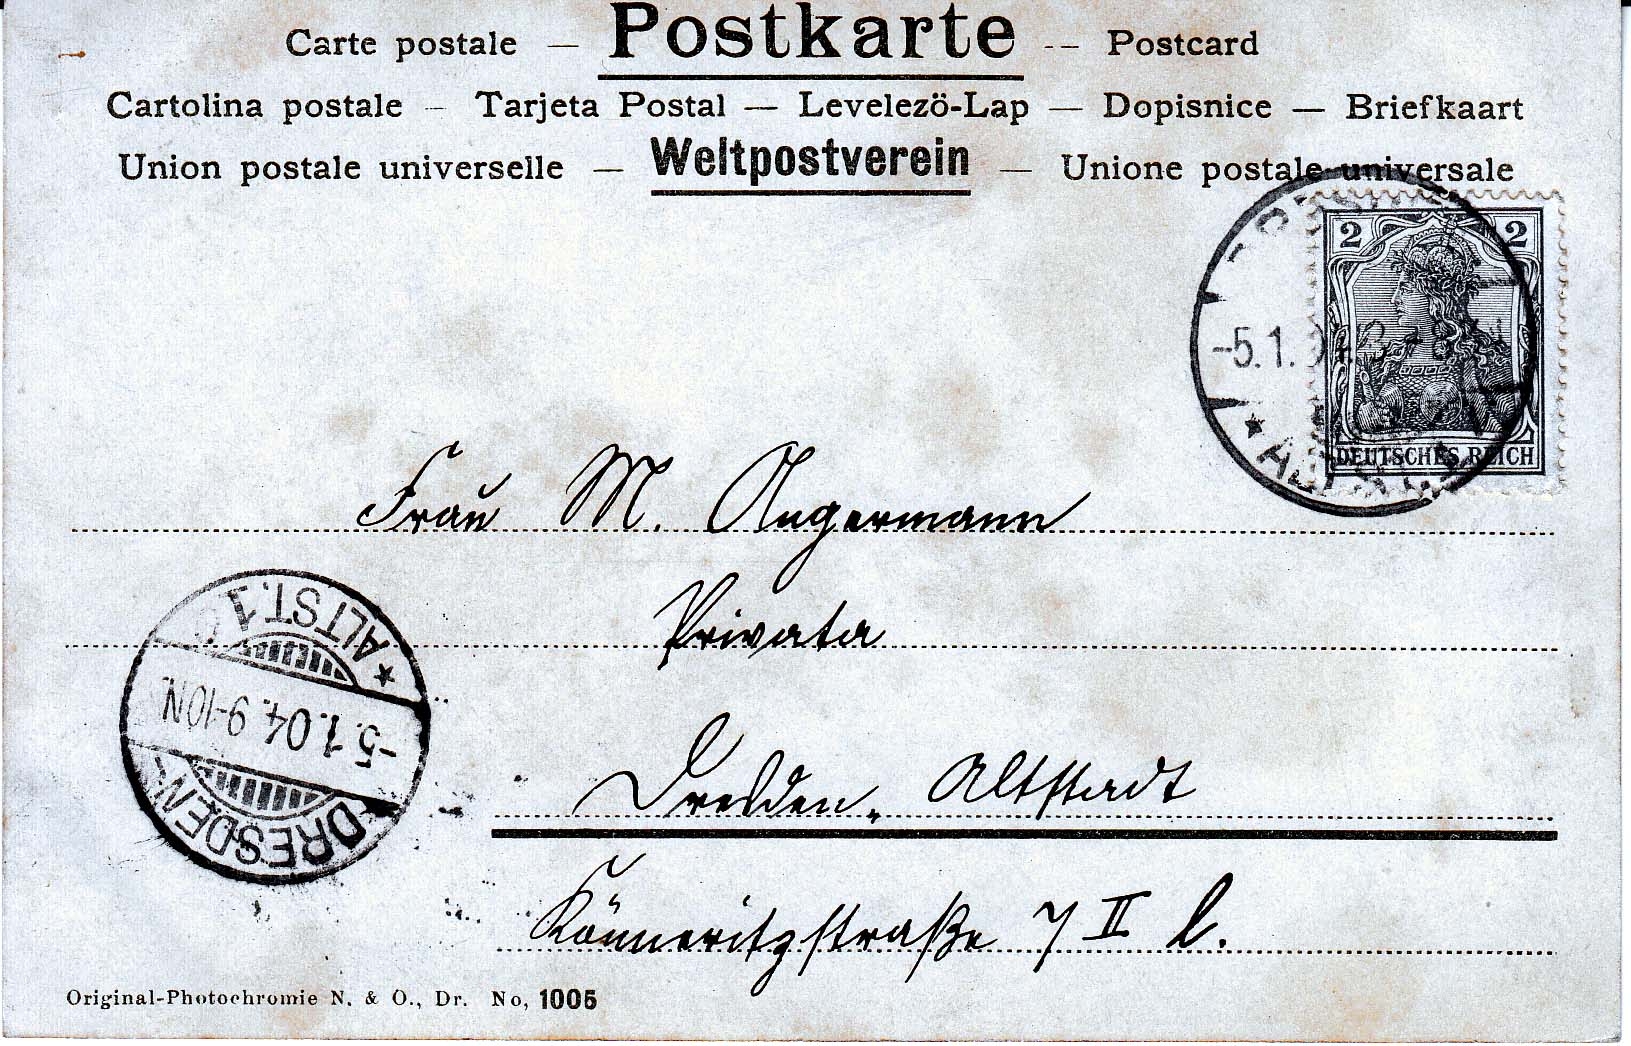 Carte postale — Postkarte -- Postcard
Cartolina postale — Tarjeta Postal — Levelezö-Lap — Dopisnice — Briefkaart
Union postale universelle — Weltpostverein — Unione postale universale
2 2
-5.1.
DEUTSCHES REICH
Frau M. Angermann
Privata
Dresden, Altstadt
Könneritzstraße 7 II l.
DRESDEN-
-5.1.04. 9-10N.
* ALTST. 1
Original-Photochromie N. & O., Dr. No, 1005